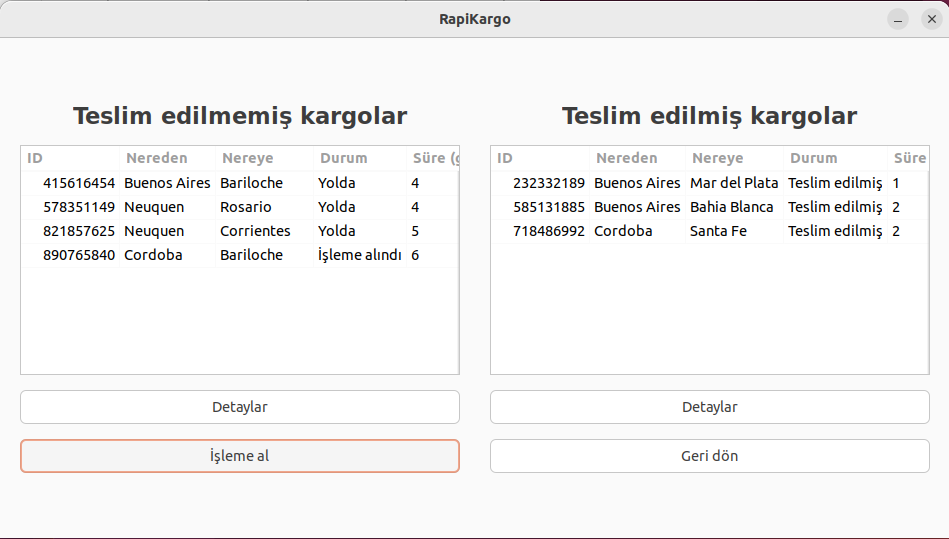 RapiKargo
Teslim edilmemiş kargolar
ID Nereden Nereye Durum Süre (g
415616454 Buenos Aires Bariloche Yolda 4
578351149 Neuquen Rosario Yolda 4
821857625 Neuquen Corrientes Yolda 5
890765840 Cordoba Bariloche İşleme alındı 6
Detaylar
İşleme al
Teslim edilmiş kargolar
ID Nereden Nereye Durum Süre
232332189 Buenos Aires Mar del Plata Teslim edilmiş 1
585131885 Buenos Aires Bahia Blanca Teslim edilmiş 2
718486992 Cordoba Santa Fe Teslim edilmiş 2
Detaylar
Geri dön